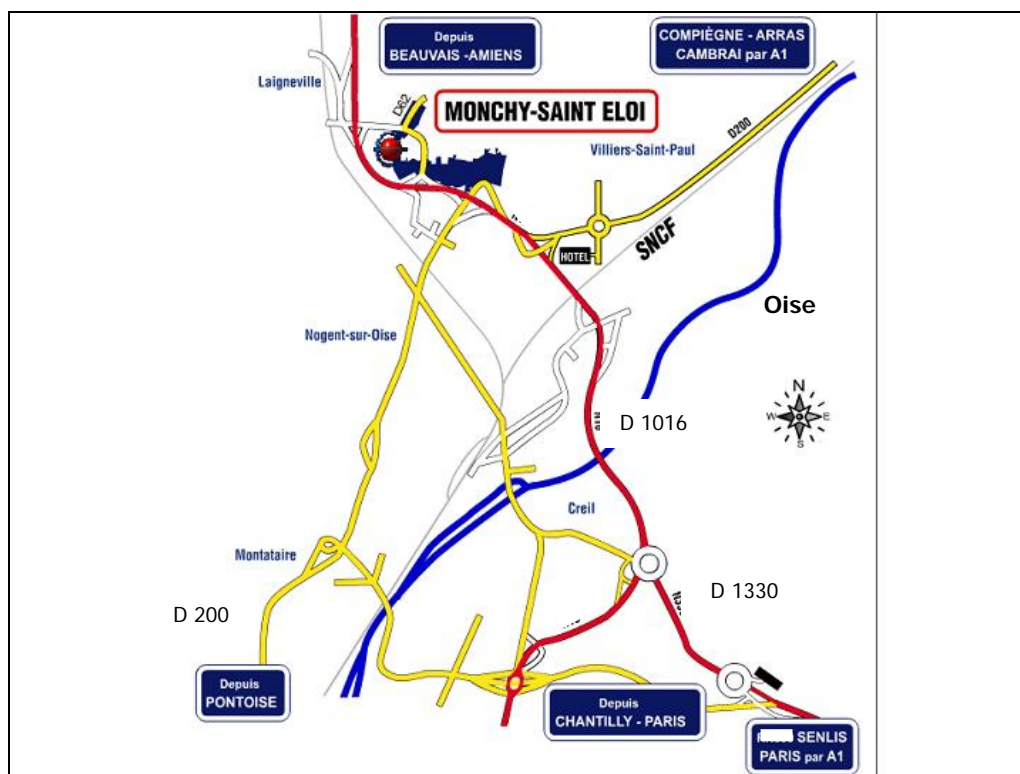 Depuis
BEAUVAIS -AMIENS
COMPIÈGNE - ARRAS
CAMBRAI par A1
Laigneville
D62
MONCHY-SAINT ELOI
D200
Villiers-Saint-Paul
SNCF
HOTEL
Oise
Nogent-sur-Oise
N
W E
S
D 1016
Creil
Montataire
D 1330
D 200
Depuis
PONTOISE
Depuis
CHANTILLY - PARIS
SENLIS
PARIS par A1